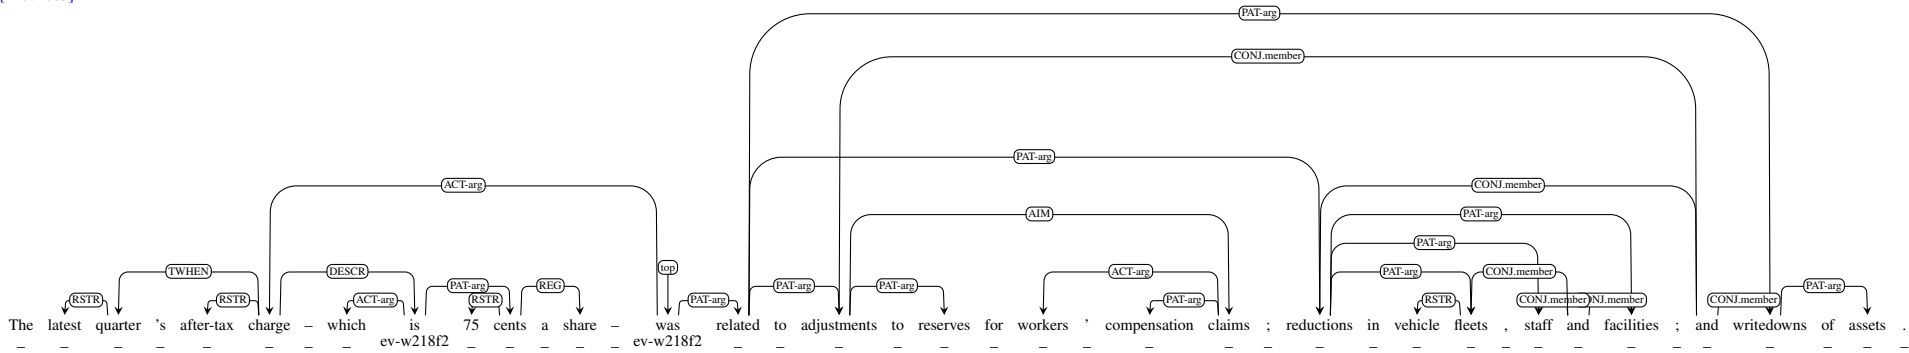 PAT-arg
CONJ.member
PAT-arg
ACT-arg CONJ.member
AIM PAT-arg
PAT-arg
top
TWHEN DESCR ACT-arg PAT-arg CONJ.member
PAT-arg REG PAT-arg PAT-arg PAT-arg
RSTR RSTR ACT-arg RSTR PAT-arg PAT-arg RSTR CONJ.member CONJ.member
The latest quarter 's after-tax charge – which is 75 cents a share – was related to adjustments to reserves for workers ’ compensation claims ; reductions in vehicle fleets , staff and facilities ; and writedowns of assets .
_ _ _ _ _ _ _ _ ev-w218f2 _ _ _ _ _ ev-w218f2 _ _ _ _ _ _ _ _ _ _ _ _ _ _ _ _ _ _ _ _ _ _ _ _ _